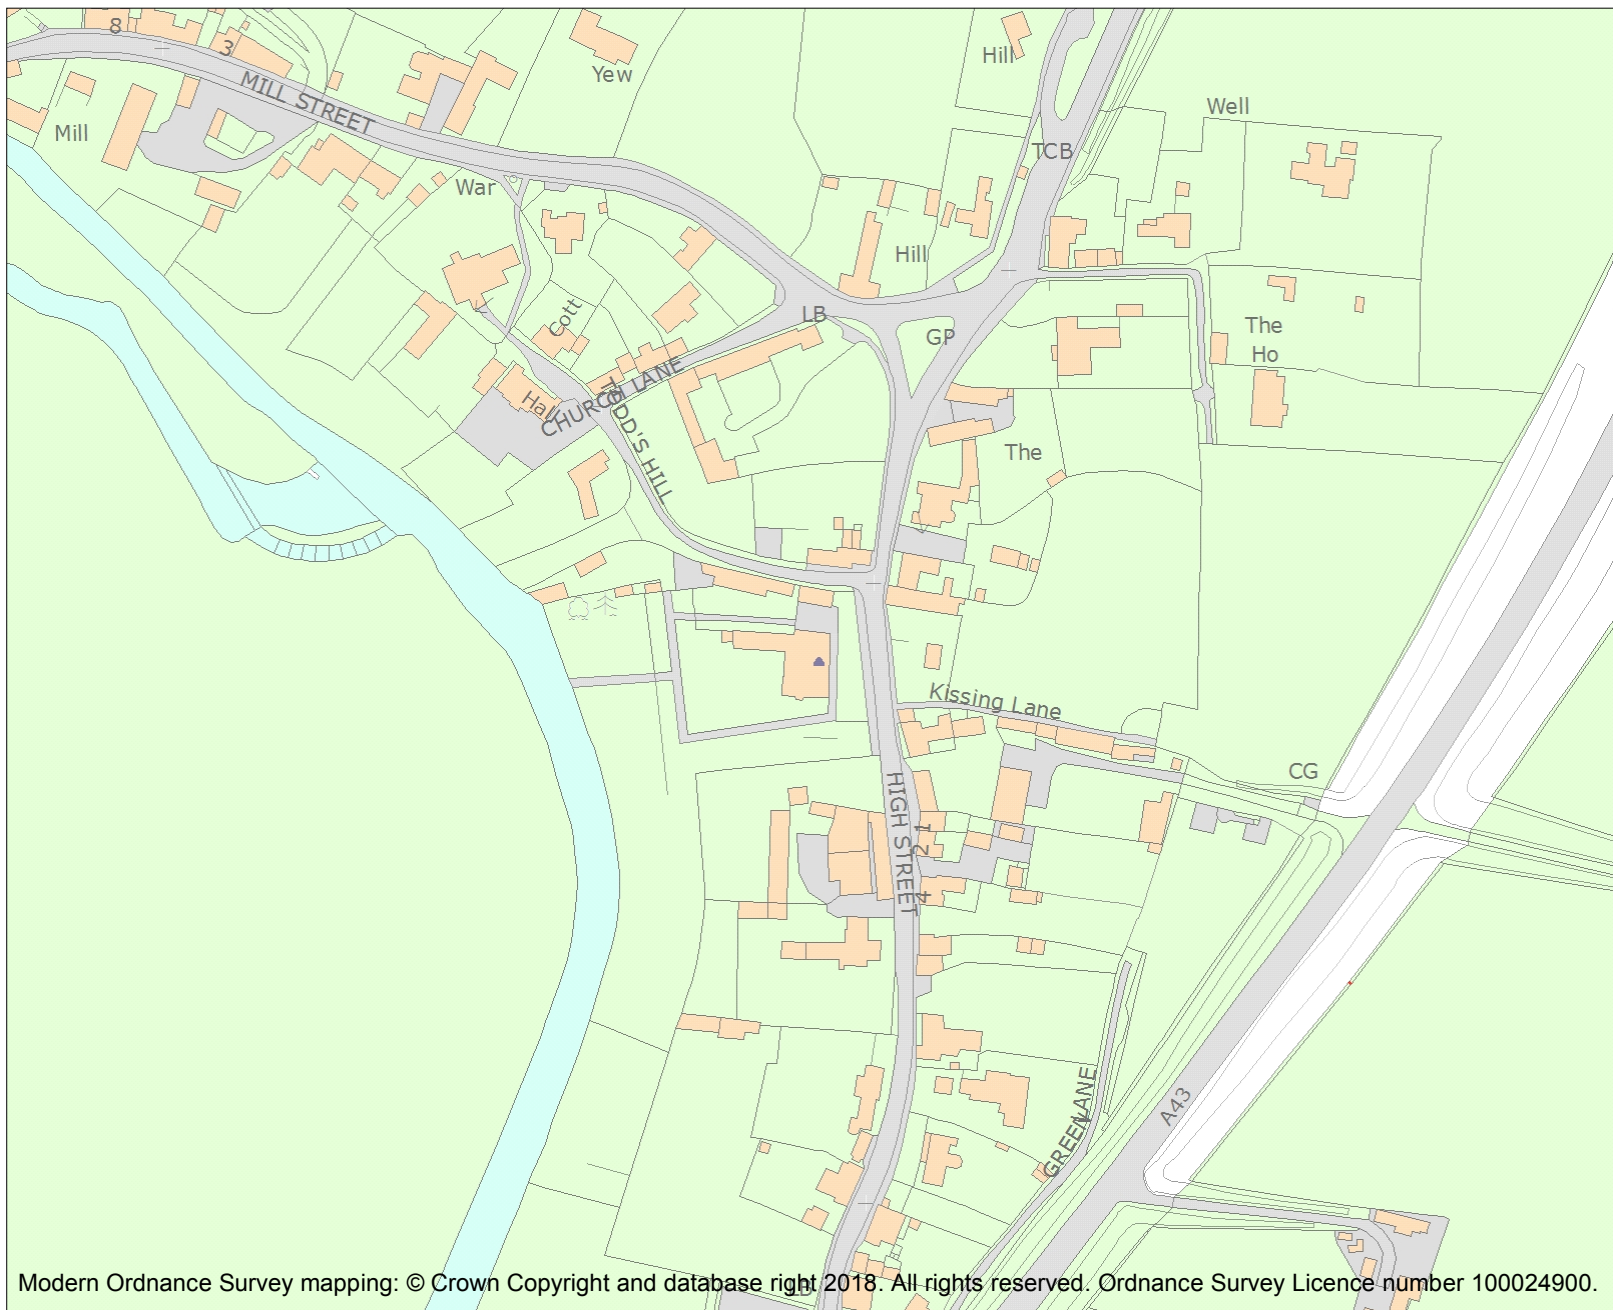 8
3
Yew
Hill
MILL STREET
Well
Mill
TCB
War
Hill
Cott
LB
GP
The
Ho
CHURCH LANE
Hall
TODD'S HILL
The
Kissing Lane
CG
HIGH STREET
1
2
4
GREEN LANE
A43
LB
Modern Ordnance Survey mapping: © Crown Copyright and database right 2018. All rights reserved. Ordnance Survey Licence number 100024900.